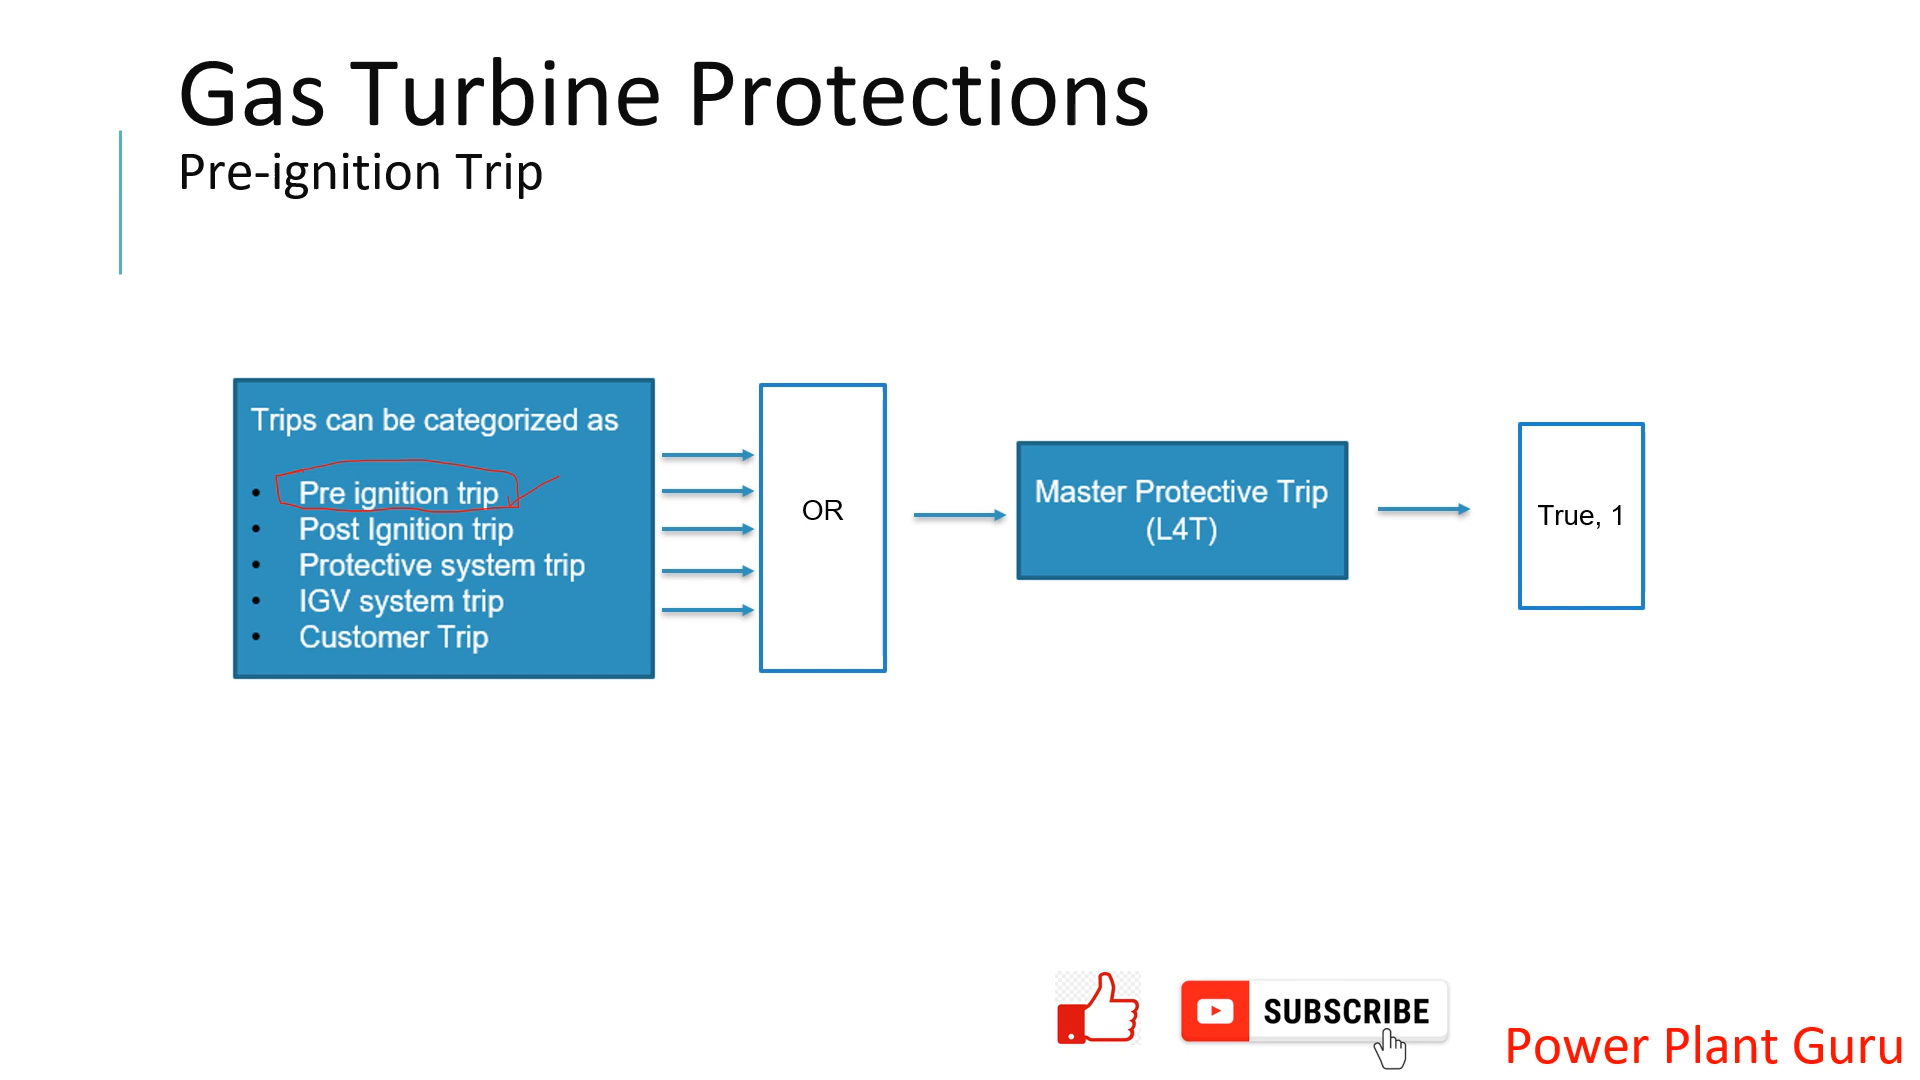 Gas Turbine Protections
Pre-ignition Trip
Trips can be categorized as
• Pre ignition trip
• Post Ignition trip
• Protective system trip
• IGV system trip
• Customer Trip
OR
Master Protective Trip
(L4T)
True, 1
SUBSCRIBE
Power Plant Guru